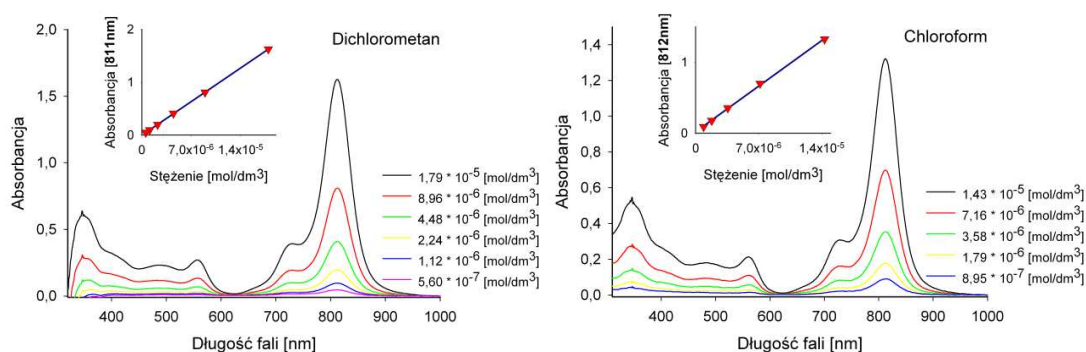 Dichlorometan
Absorbancja
2,0
1,5
1,0
0,5
0,0
Absorbancja [811nm]
2
1
0
0 7,0x10-6 1,4x10-5
Stężenie [mol/dm3]
1,79 * 10-5 [mol/dm3]
8,96 * 10-6 [mol/dm3]
4,48 * 10-6 [mol/dm3]
2,24 * 10-6 [mol/dm3]
1,12 * 10-6 [mol/dm3]
5,60 * 10-7 [mol/dm3]
400 500 600 700 800 900 1000
Długość fali [nm]
Chloroform
Absorbancja
1,4
1,2
1,0
0,8
0,6
0,4
0,2
0,0
Absorbancja [812nm]
1
0
0 7,0x10-6 1,4x10-5
Stężenie [mol/dm3]
1,43 * 10-5 [mol/dm3]
7,16 * 10-6 [mol/dm3]
3,58 * 10-6 [mol/dm3]
1,79 * 10-6 [mol/dm3]
8,95 * 10-7 [mol/dm3]
400 500 600 700 800 900 1000
Długość fali [nm]